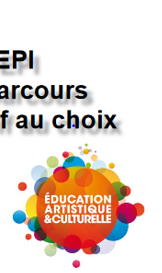 EPI
arcours
f au choix
ÉDUCATION
ARTISTIQUE
&CULTURELLE